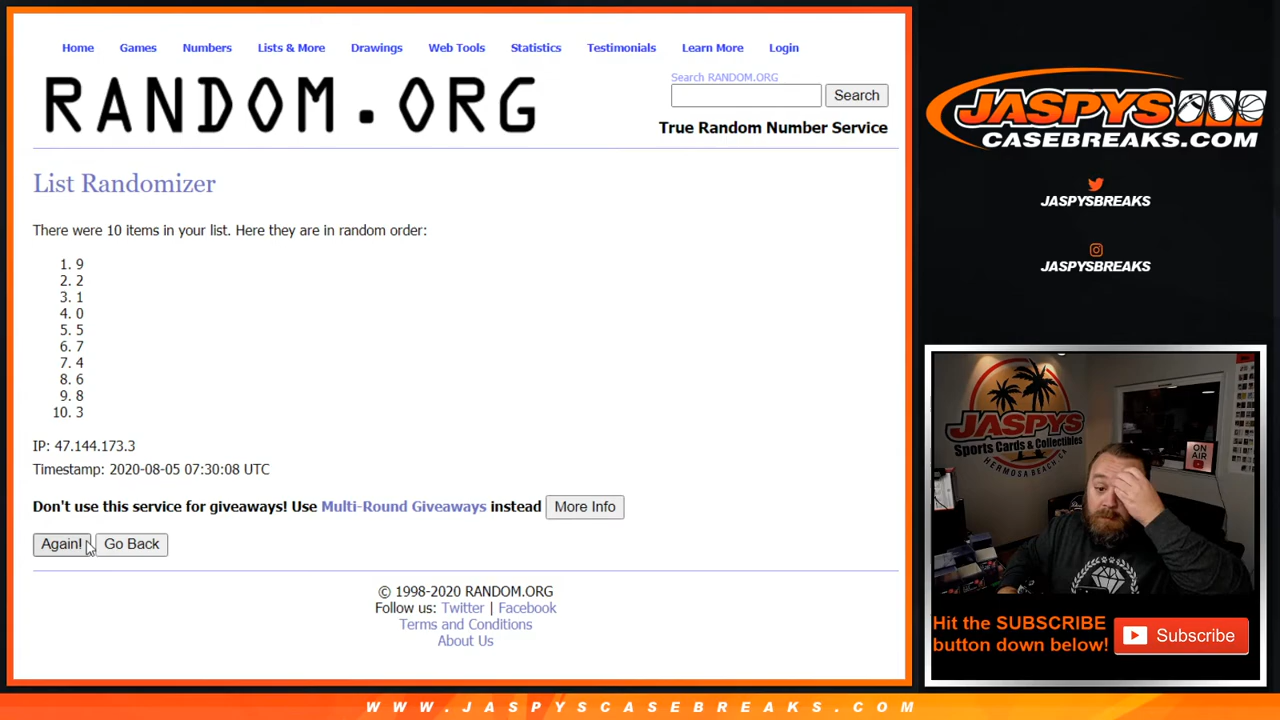 Home Games Numbers Lists & More Drawings Web Tools Statistics Testimonials Learn More Login
RANDOM.ORG
Search RANDOM.ORG
Search
True Random Number Service
List Randomizer
There were 10 items in your list. Here they are in random order:
1. 9
2. 2
3. 1
4. 0
5. 5
6. 7
7. 4
8. 6
9. 8
10. 3
IP: 47.144.173.3
Timestamp: 2020-08-05 07:30:08 UTC
Don't use this service for giveaways! Use Multi-Round Giveaways instead More Info
Again! Go Back
© 1998-2020 RANDOM.ORG
Follow us: Twitter | Facebook
Terms and Conditions
About Us
JASPYS
CASEBREAKS.COM
JASPYSBREAKS
JASPYSBREAKS
JASPYS
Sports Cards & Collectibles
HERMOSA BEACH, CA
ON
AIR
Hit the SUBSCRIBE
button down below!
Subscribe
WWW.JASPYSCASEBREAKS.COM